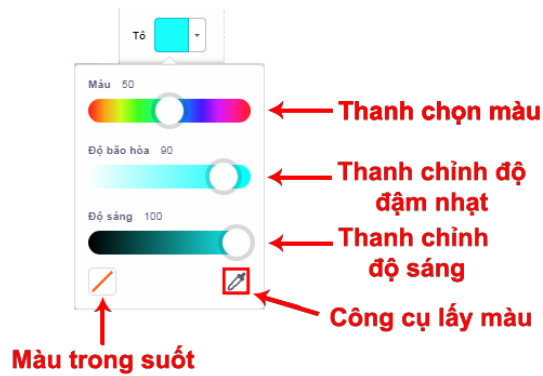 Tô
Màu 50
Thanh chọn màu
Độ bão hòa 90
Thanh chỉnh độ
đậm nhạt
Độ sáng 100
Thanh chỉnh
độ sáng
Công cụ lấy màu
Màu trong suốt